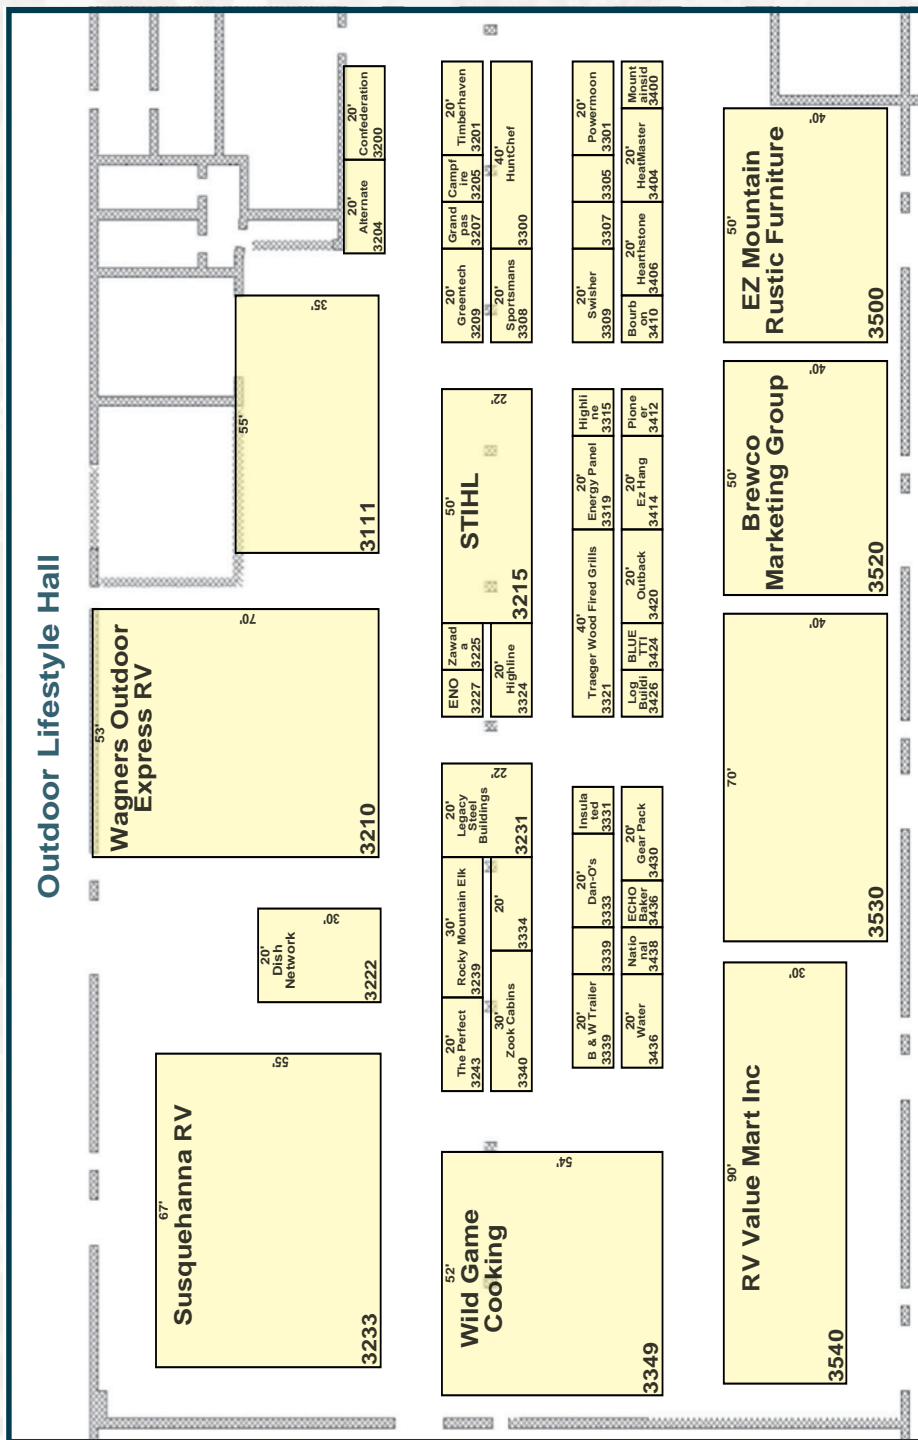 Outdoor Lifestyle Hall
67'
Susquehanna RV
55'
3233
20'
Dish
Network
30'
3222
53'
Wagners Outdoor
Express RV
70'
3210
55'
35'
3111
20'
Alternate
3204
20'
Confederation
3200
20'
The Perfect
3243
30'
Rocky Mountain Elk
3239
20'
Legacy
Steel
Buildings
22'
3231
ENO
3227
Zawad
a
3225
50'
STIHL
22'
3215
20'
Greentech
3209
Grand
pas
3207
Campf
ire
3205
20'
Timberhaven
3201
30'
Zook Cabins
3340
20'
3334
20'
Highline
3324
20'
Sportsmans
3308
40'
HuntChef
3300
52'
Wild Game
Cooking
54'
3349
20'
B & W Trailer
3339
3339
20'
Dan-O's
3333
Insula
ted
3331
40'
Traeger Wood Fired Grills
3321
20'
Energy Panel
3319
Highli
ne
3315
20'
Swisher
3309
3307
3305
20'
Powermoon
3301
20'
Water
3436
Natio
nal
3438
ECHO
Baker
3436
20'
Gear Pack
3430
Log
Buildi
3426
BLUE
TTI
3424
20'
Outback
3420
20'
Ez Hang
3414
Pione
er
3412
Bourb
on
3410
20'
Hearthstone
3406
20'
HeatMaster
3404
Mount
ainsid
3400
90'
RV Value Mart Inc
30'
3540
70'
40'
3530
50'
Brewco
Marketing Group
40'
3520
50'
EZ Mountain
Rustic Furniture
40'
3500